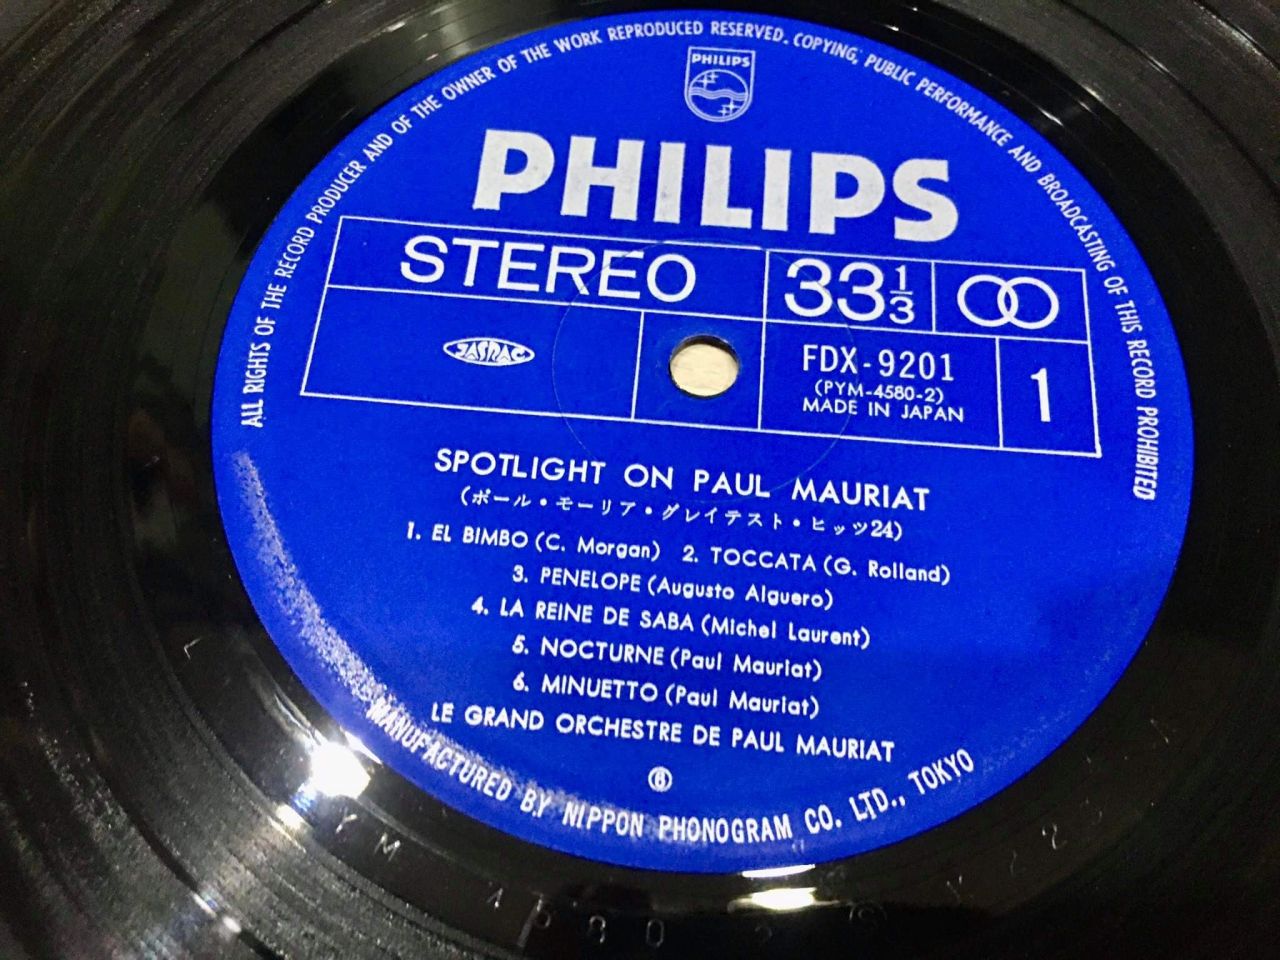 ALL RIGHTS OF THE RECORD PRODUCER AND OF THE OWNER OF THE WORK REPRODUCED RESERVED. COPYING, PUBLIC PERFORMANCE AND BROADCASTING OF THIS RECORD PROHIBITED
PHILIPS
PHILIPS
STEREO
33 1/3
JASRAC
FDX-9201
(PYM-4580-2)
MADE IN JAPAN
1
SPOTLIGHT ON PAUL MAURIAT
(ポール・モーリア・グレイテスト・ヒッツ24)
1. EL BIMBO (C. Morgan) 2. TOCCATA (G. Rolland)
3. PENELOPE (Augusto Alguero)
4. LA REINE DE SABA (Michel Laurent)
5. NOCTURNE (Paul Mauriat)
6. MINUETTO (Paul Mauriat)
LE GRAND ORCHESTRE DE PAUL MAURIAT
MANUFACTURED BY NIPPON PHONOGRAM CO. LTD., TOKYO
YM 4580